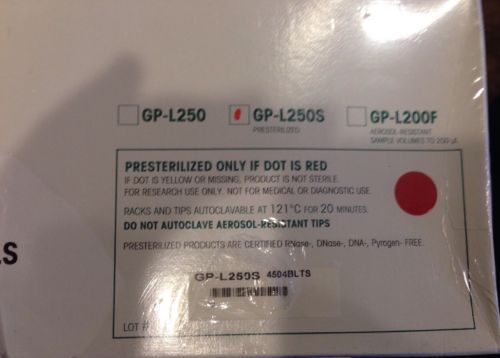 GP-L250 GP-L250S GP-L200F
PRESTERILIZED AEROSOL-RESISTANT
SAMPLE VOLUMES TO 200 µL
PRESTERILIZED ONLY IF DOT IS RED
IF DOT IS YELLOW OR MISSING, PRODUCT IS NOT STERILE.
FOR RESEARCH USE ONLY. NOT FOR MEDICAL OR DIAGNOSTIC USE.
RACKS AND TIPS AUTOCLAVABLE AT 121°C FOR 20 MINUTES.
DO NOT AUTOCLAVE AEROSOL-RESISTANT TIPS
PRESTERILIZED PRODUCTS ARE CERTIFIED RNase-, DNase-, DNA-, Pyrogen- FREE.
LS
GP-L250S 4504BLTS
LOT #